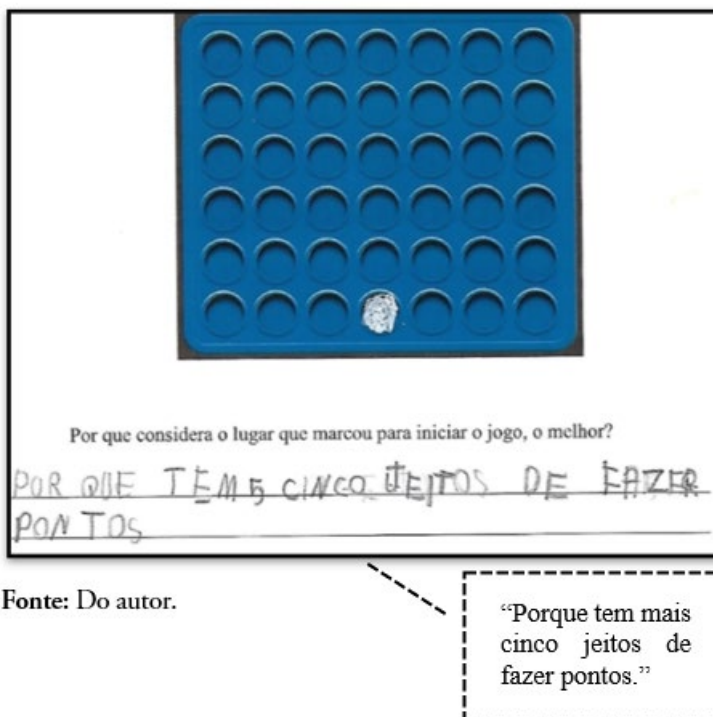 Por que considera o lugar que marcou para iniciar o jogo, o melhor?
POR QUE TEM 5 CINCO JEITOS DE FAZER
PONTOS
Fonte: Do autor.
“Porque tem mais
cinco jeitos de
fazer pontos.”